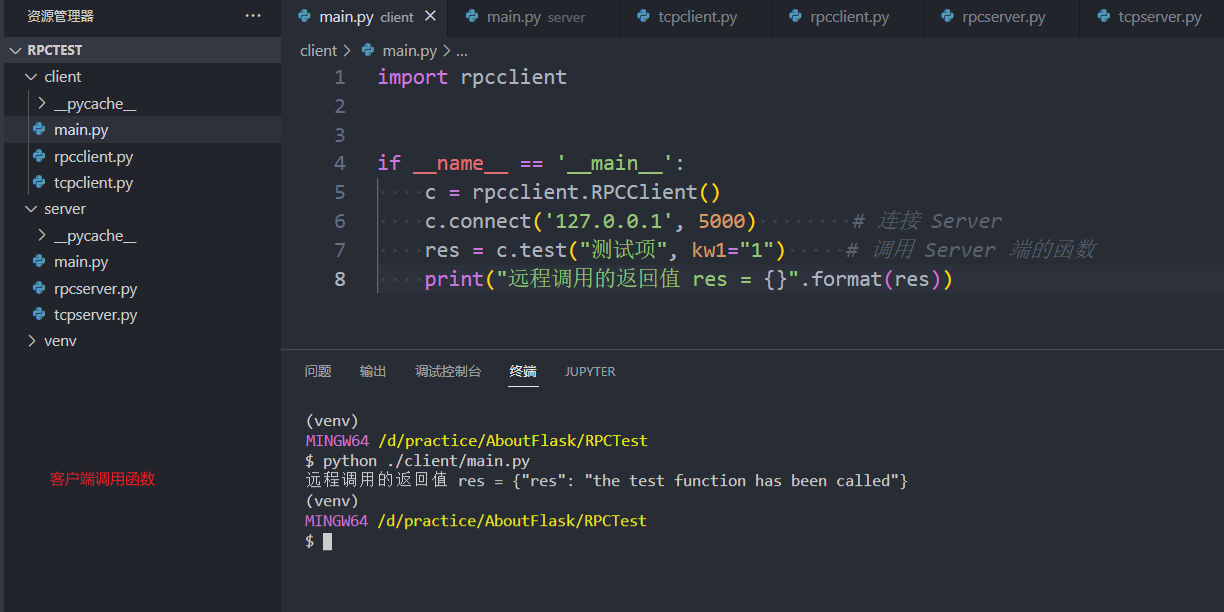 资源管理器 ...
RPCTEST
client
__pycache__
main.py
rpcclient.py
tcpclient.py
server
__pycache__
main.py
rpcserver.py
tcpserver.py
venv
客户端调用函数
main.py client main.py server tcpclient.py rpcclient.py rpcserver.py tcpserver.py
client > main.py > ...
1 import rpcclient
2
3
4 if __name__ == '__main__':
5 c = rpcclient.RPCClient()
6 c.connect('127.0.0.1', 5000) # 连接 Server
7 res = c.test("测试项", kw1="1") # 调用 Server 端的函数
8 print("远程调用的返回值 res = {}".format(res))
问题 输出 调试控制台 终端 JUPYTER
(venv)
MINGW64 /d/practice/AboutFlask/RPCTest
$ python ./client/main.py
远程调用的返回值 res = {"res": "the test function has been called"}
(venv)
MINGW64 /d/practice/AboutFlask/RPCTest
$